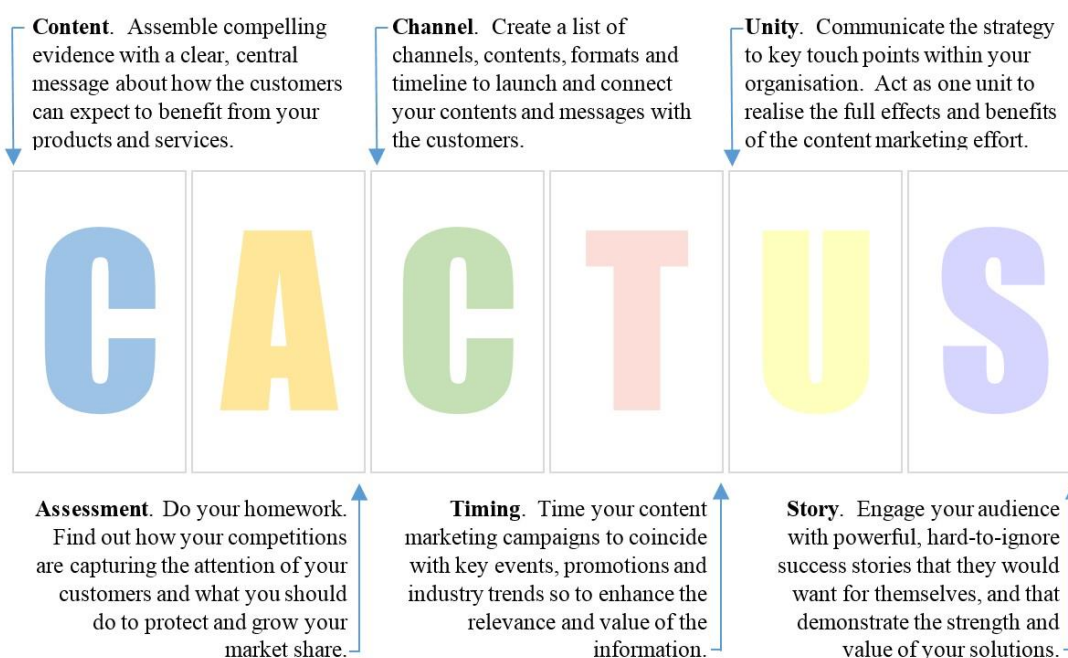 Content.  Assemble compelling
evidence with a clear, central
message about how the customers
can expect to benefit from your
products and services.
Channel.  Create a list of
channels, contents, formats and
timeline to launch and connect
your contents and messages with
the customers.
Unity.  Communicate the strategy
to key touch points within your
organisation.  Act as one unit to
realise the full effects and benefits
of the content marketing effort.
CACTUS
Assessment.  Do your homework.
Find out how your competitions
are capturing the attention of your
customers and what you should
do to protect and grow your
market share.
Timing.  Time your content
marketing campaigns to coincide
with key events, promotions and
industry trends so to enhance the
relevance and value of the
information.
Story.  Engage your audience
with powerful, hard-to-ignore
success stories that they would
want for themselves, and that
demonstrate the strength and
value of your solutions.